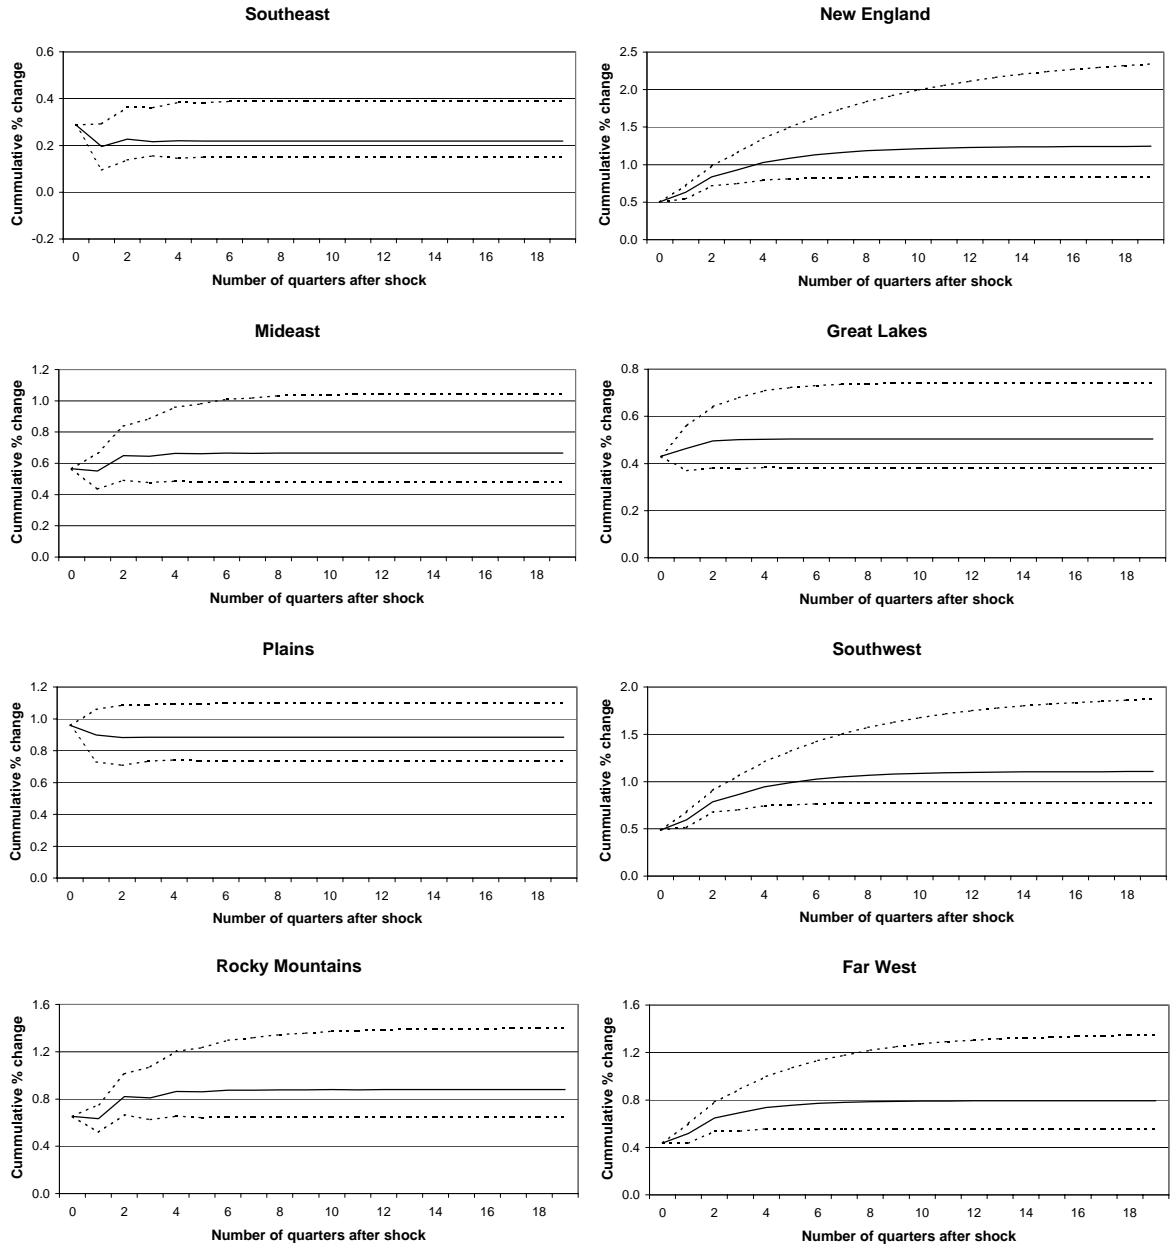 Southeast
Cummulative % change
0.6
0.4
0.2
0.0
-0.2
0 2 4 6 8 10 12 14 16 18
Number of quarters after shock
New England
Cummulative % change
2.5
2.0
1.5
1.0
0.5
0.0
0 2 4 6 8 10 12 14 16 18
Number of quarters after shock
Mideast
Cummulative % change
1.2
1.0
0.8
0.6
0.4
0.2
0.0
0 2 4 6 8 10 12 14 16 18
Number of quarters after shock
Great Lakes
Cummulative % change
0.8
0.6
0.4
0.2
0.0
0 2 4 6 8 10 12 14 16 18
Number of quarters after shock
Plains
Cummulative % change
1.2
1.0
0.8
0.6
0.4
0.2
0.0
0 2 4 6 8 10 12 14 16 18
Number of quarters after shock
Southwest
Cummulative % change
2.0
1.5
1.0
0.5
0.0
0 2 4 6 8 10 12 14 16 18
Number of quarters after shock
Rocky Mountains
Cummulative % change
1.6
1.2
0.8
0.4
0.0
0 2 4 6 8 10 12 14 16 18
Number of quarters after shock
Far West
Cummulative % change
1.6
1.2
0.8
0.4
0.0
0 2 4 6 8 10 12 14 16 18
Number of quarters after shock